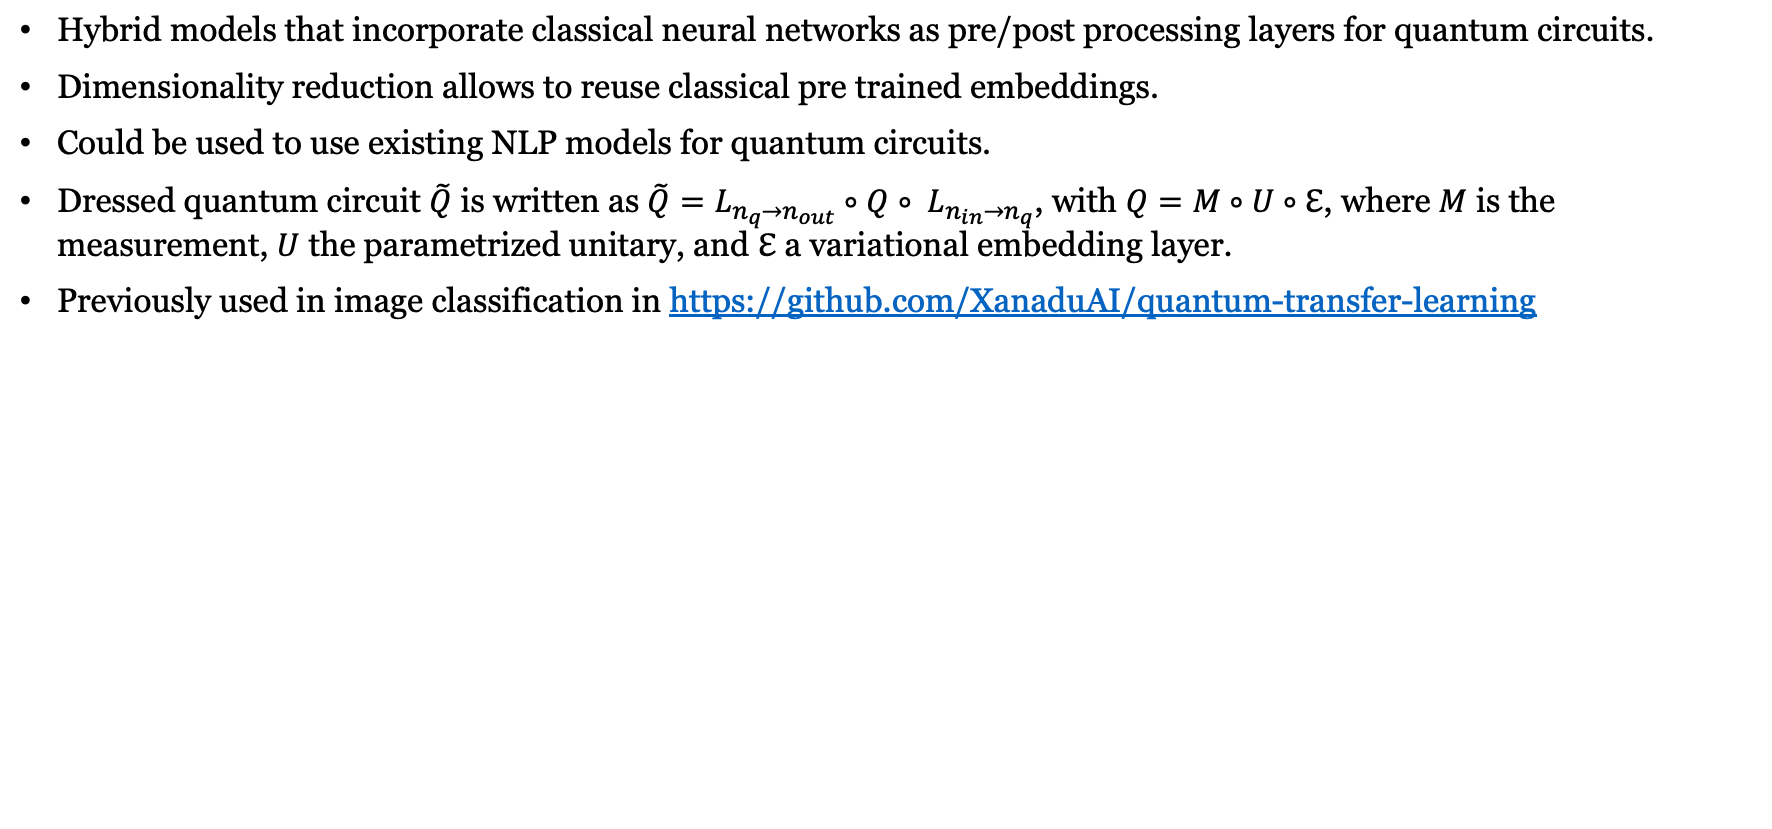 • Hybrid models that incorporate classical neural networks as pre/post processing layers for quantum circuits.
• Dimensionality reduction allows to reuse classical pre trained embeddings.
• Could be used to use existing NLP models for quantum circuits.
• Dressed quantum circuit Q̃ is written as Q̃ = L_{n_q→n_out} ∘ Q ∘ L_{n_in→n_q}, with Q = M ∘ U ∘ Ɛ, where M is the
measurement, U the parametrized unitary, and Ɛ a variational embedding layer.
• Previously used in image classification in https://github.com/XanaduAI/quantum-transfer-learning